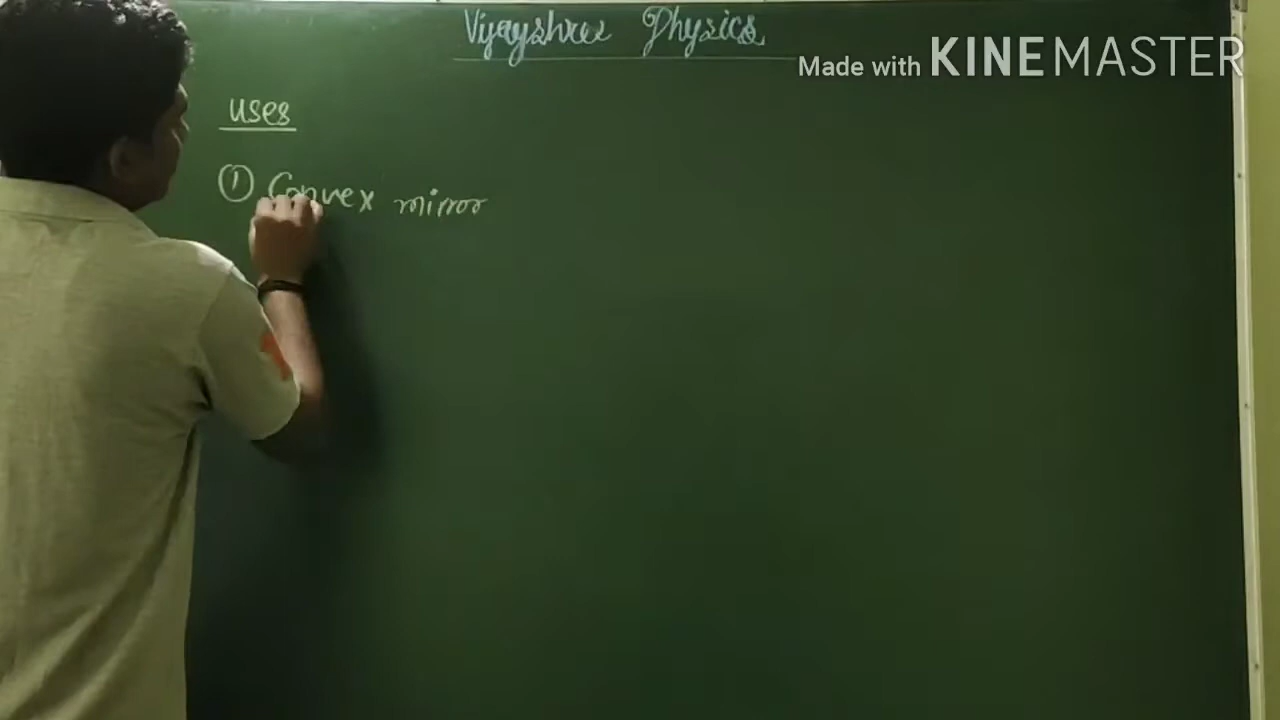 Vijayshree Physics
Made with KINEMASTER
uses
① Convex mirror